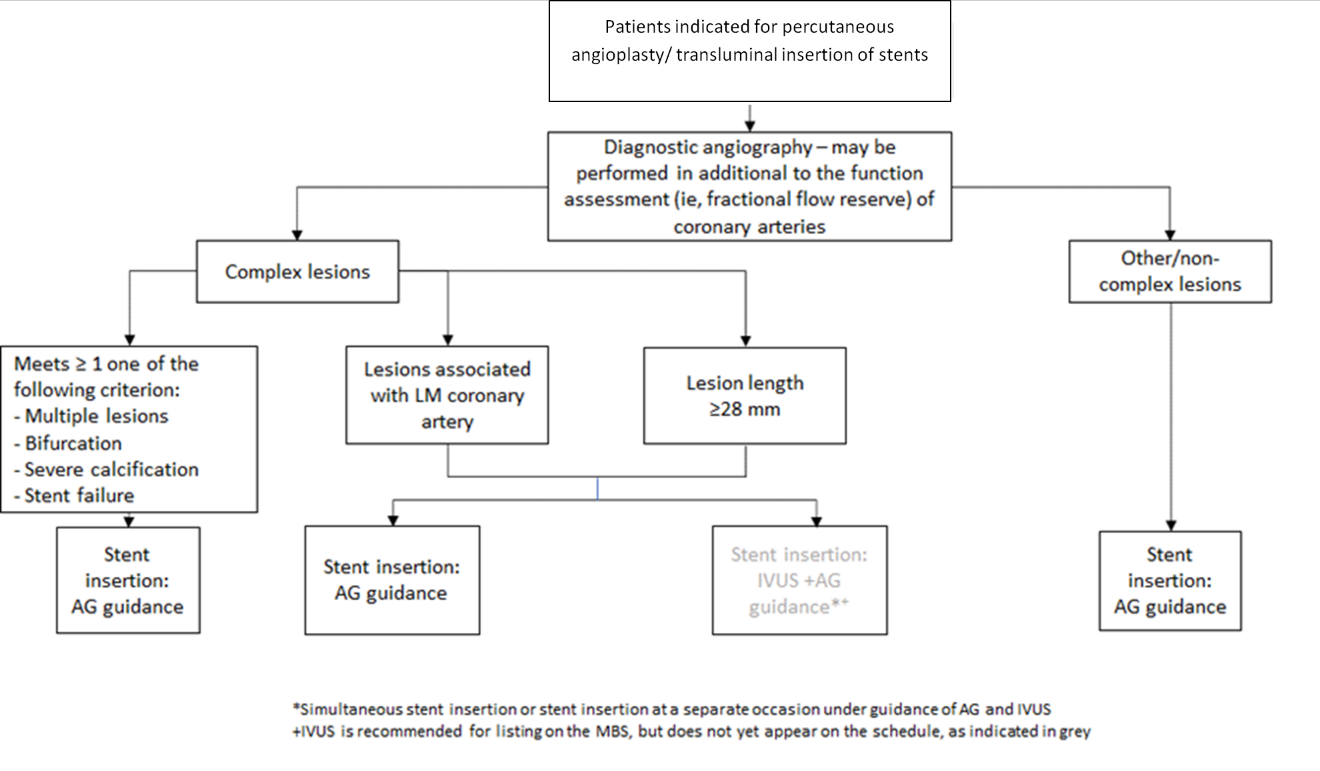 Patients indicated for percutaneous
angioplasty/ transluminal insertion of stents
Diagnostic angiography – may be
performed in additional to the function
assessment (ie, fractional flow reserve) of
coronary arteries
Complex lesions
Other/non-
complex lesions
Meets ≥ 1 one of the
following criterion:
- Multiple lesions
- Bifurcation
- Severe calcification
- Stent failure
Lesions associated
with LM coronary
artery
Lesion length
≥28 mm
Stent
insertion:
AG guidance
Stent insertion:
AG guidance
Stent insertion:
IVUS +AG
guidance*⁺
Stent
insertion:
AG guidance
*Simultaneous stent insertion or stent insertion at a separate occasion under guidance of AG and IVUS
+IVUS is recommended for listing on the MBS, but does not yet appear on the schedule, as indicated in grey